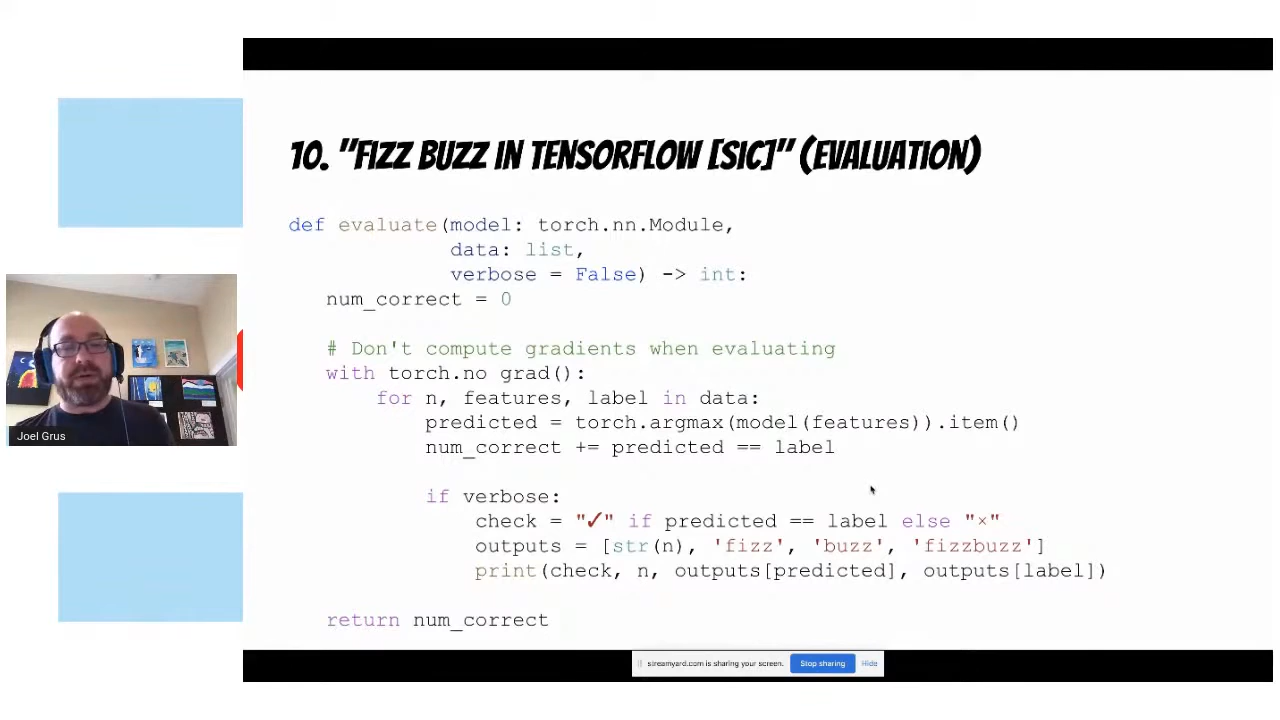 10. "FIZZ BUZZ IN TENSORFLOW [SIC]" (EVALUATION)
def evaluate(model: torch.nn.Module,
data: list,
verbose = False) -> int:
num_correct = 0
# Don't compute gradients when evaluating
with torch.no grad():
for n, features, label in data:
predicted = torch.argmax(model(features)).item()
num_correct += predicted == label
if verbose:
check = "✓" if predicted == label else "×"
outputs = [str(n), 'fizz', 'buzz', 'fizzbuzz']
print(check, n, outputs[predicted], outputs[label])
return num_correct
Joel Grus
streamyard.com is sharing your screen. Stop sharing Hide